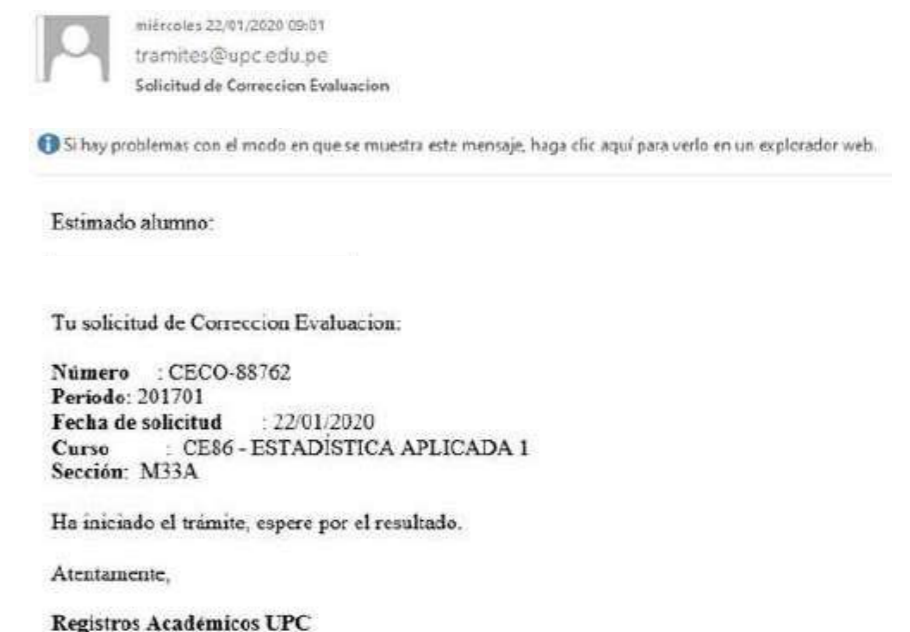 miércoles 22/01/2020 09:01
tramites@upc.edu.pe
Solicitud de Correccion Evaluacion
Si hay problemas con el modo en que se muestra este mensaje, haga clic aquí para verlo en un explorador web.
Estimado alumno:
Tu solicitud de Correccion Evaluacion:
Número : CECO-88762
Período: 201701
Fecha de solicitud : 22/01/2020
Curso : CE86 - ESTADÍSTICA APLICADA 1
Sección: M33A
Ha iniciado el trámite, espere por el resultado.
Atentamente,
Registros Académicos UPC